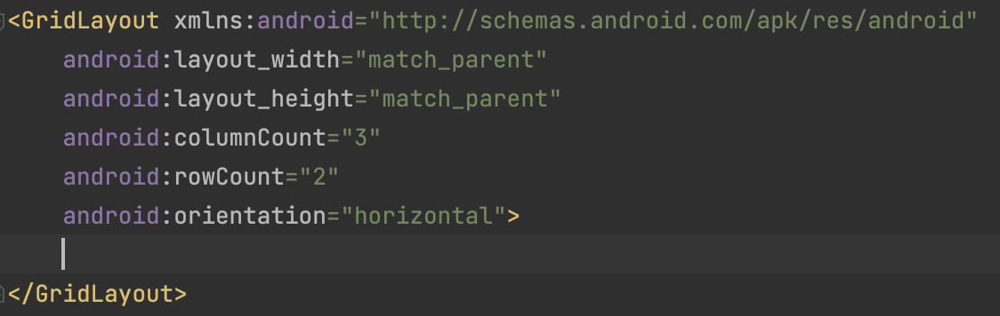 <GridLayout xmlns:android="http://schemas.android.com/apk/res/android"
android:layout_width="match_parent"
android:layout_height="match_parent"
android:columnCount="3"
android:rowCount="2"
android:orientation="horizontal">
</GridLayout>